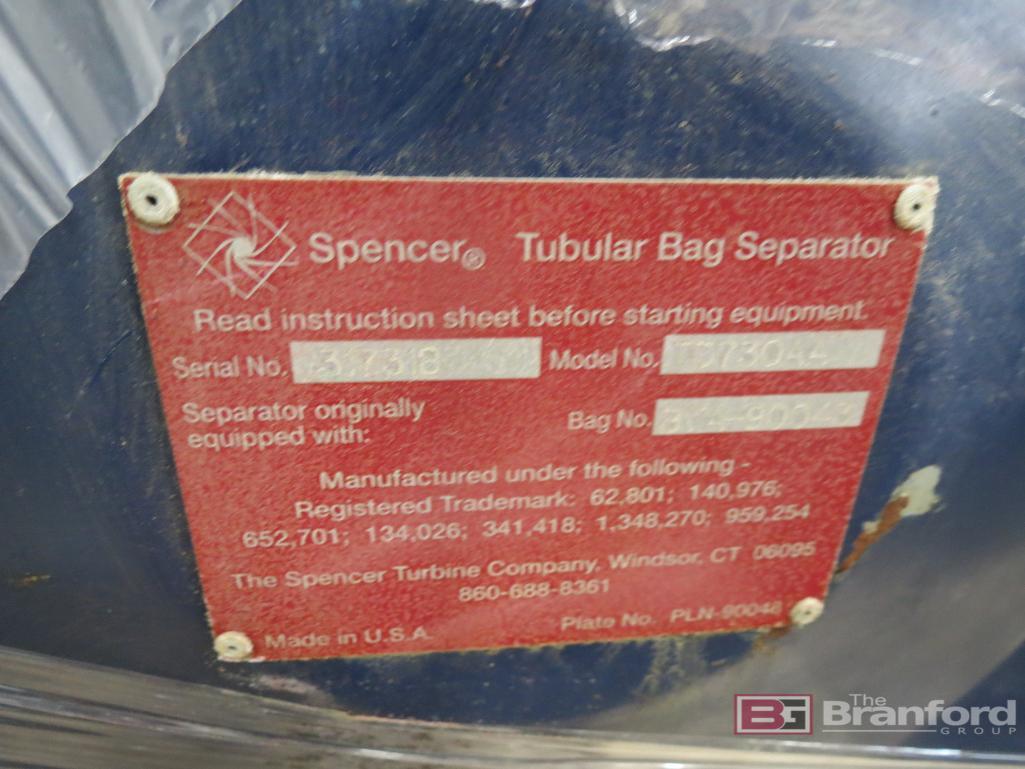 Spencer® Tubular Bag Separator
Read instruction sheet before starting equipment.
Serial No. 317318 Model No.
Separator originally
equipped with:
Bag No.
Manufactured under the following -
Registered Trademark: 62,801; 140,976;
652,701; 134,026; 341,418; 1,348,270; 959,254
The Spencer Turbine Company, Windsor, CT 06095
860-688-8361
Made in U.S.A. Plate No. PLN-90046
BG The Branford GROUP